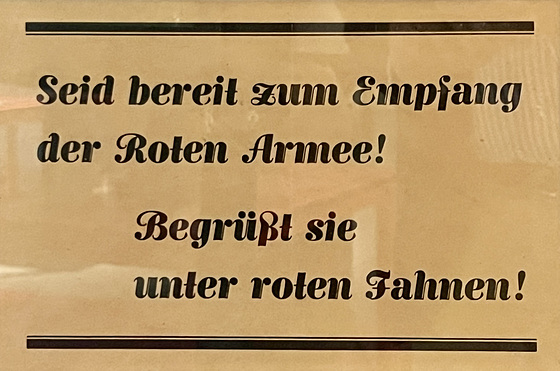 Seid bereit zum Empfang
der Roten Armee!
Begrüßt sie
unter roten Fahnen!